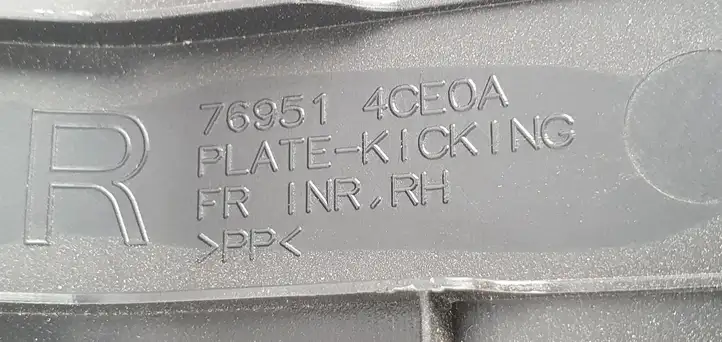 R
76951 4CE0A
PLATE-KICKING
FR INR,RH
>PP<